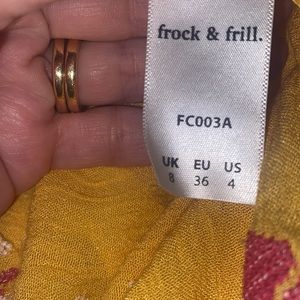 frock & frill.
FC003A
UK EU US
8 36 4